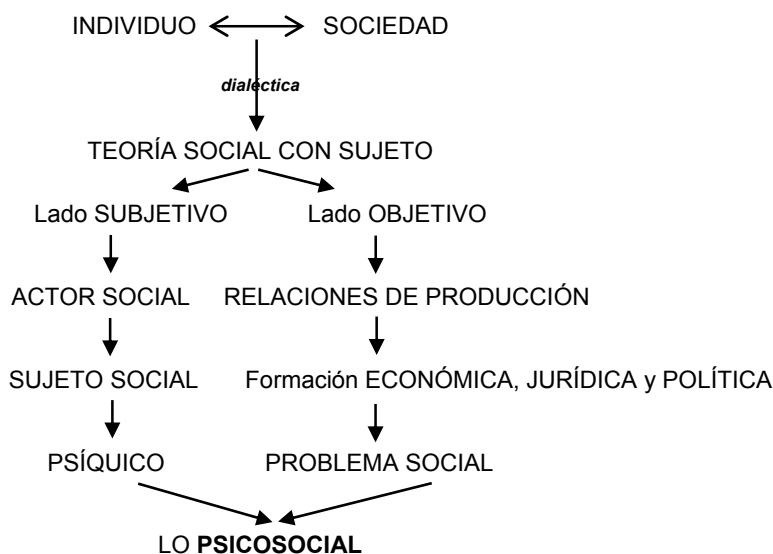 INDIVIDUO SOCIEDAD
dialéctica
TEORÍA SOCIAL CON SUJETO
Lado SUBJETIVO Lado OBJETIVO
ACTOR SOCIAL RELACIONES DE PRODUCCIÓN
SUJETO SOCIAL Formación ECONÓMICA, JURÍDICA y POLÍTICA
PSÍQUICO PROBLEMA SOCIAL
LO PSICOSOCIAL